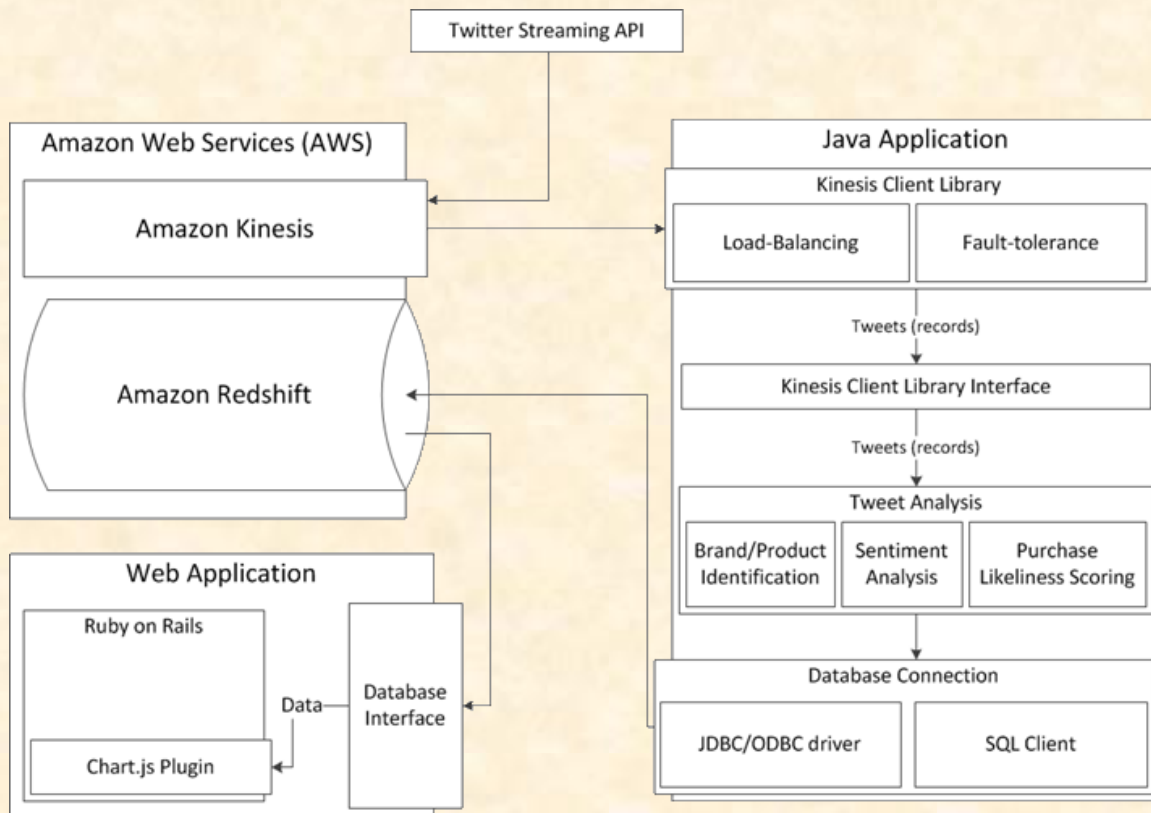 Twitter Streaming API
Amazon Web Services (AWS)
Amazon Kinesis
Amazon Redshift
Java Application
Kinesis Client Library
Load-Balancing
Fault-tolerance
Tweets (records)
Kinesis Client Library Interface
Tweets (records)
Tweet Analysis
Brand/Product
Identification
Sentiment
Analysis
Purchase
Likeliness Scoring
Database Connection
JDBC/ODBC driver
SQL Client
Web Application
Ruby on Rails
Chart.js Plugin
Data
Database
Interface